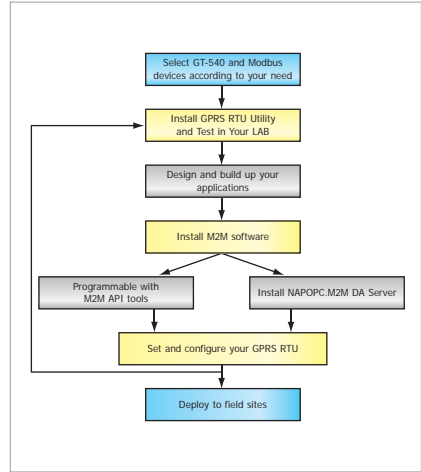 Select GT-540 and Modbus
devices according to your need
Install GPRS RTU Utility
and Test in Your LAB
Design and build up your
applications
Install M2M software
Programmable with
M2M API tools
Install NAPOPC.M2M DA Server
Set and configure your GPRS RTU
Deploy to field sites